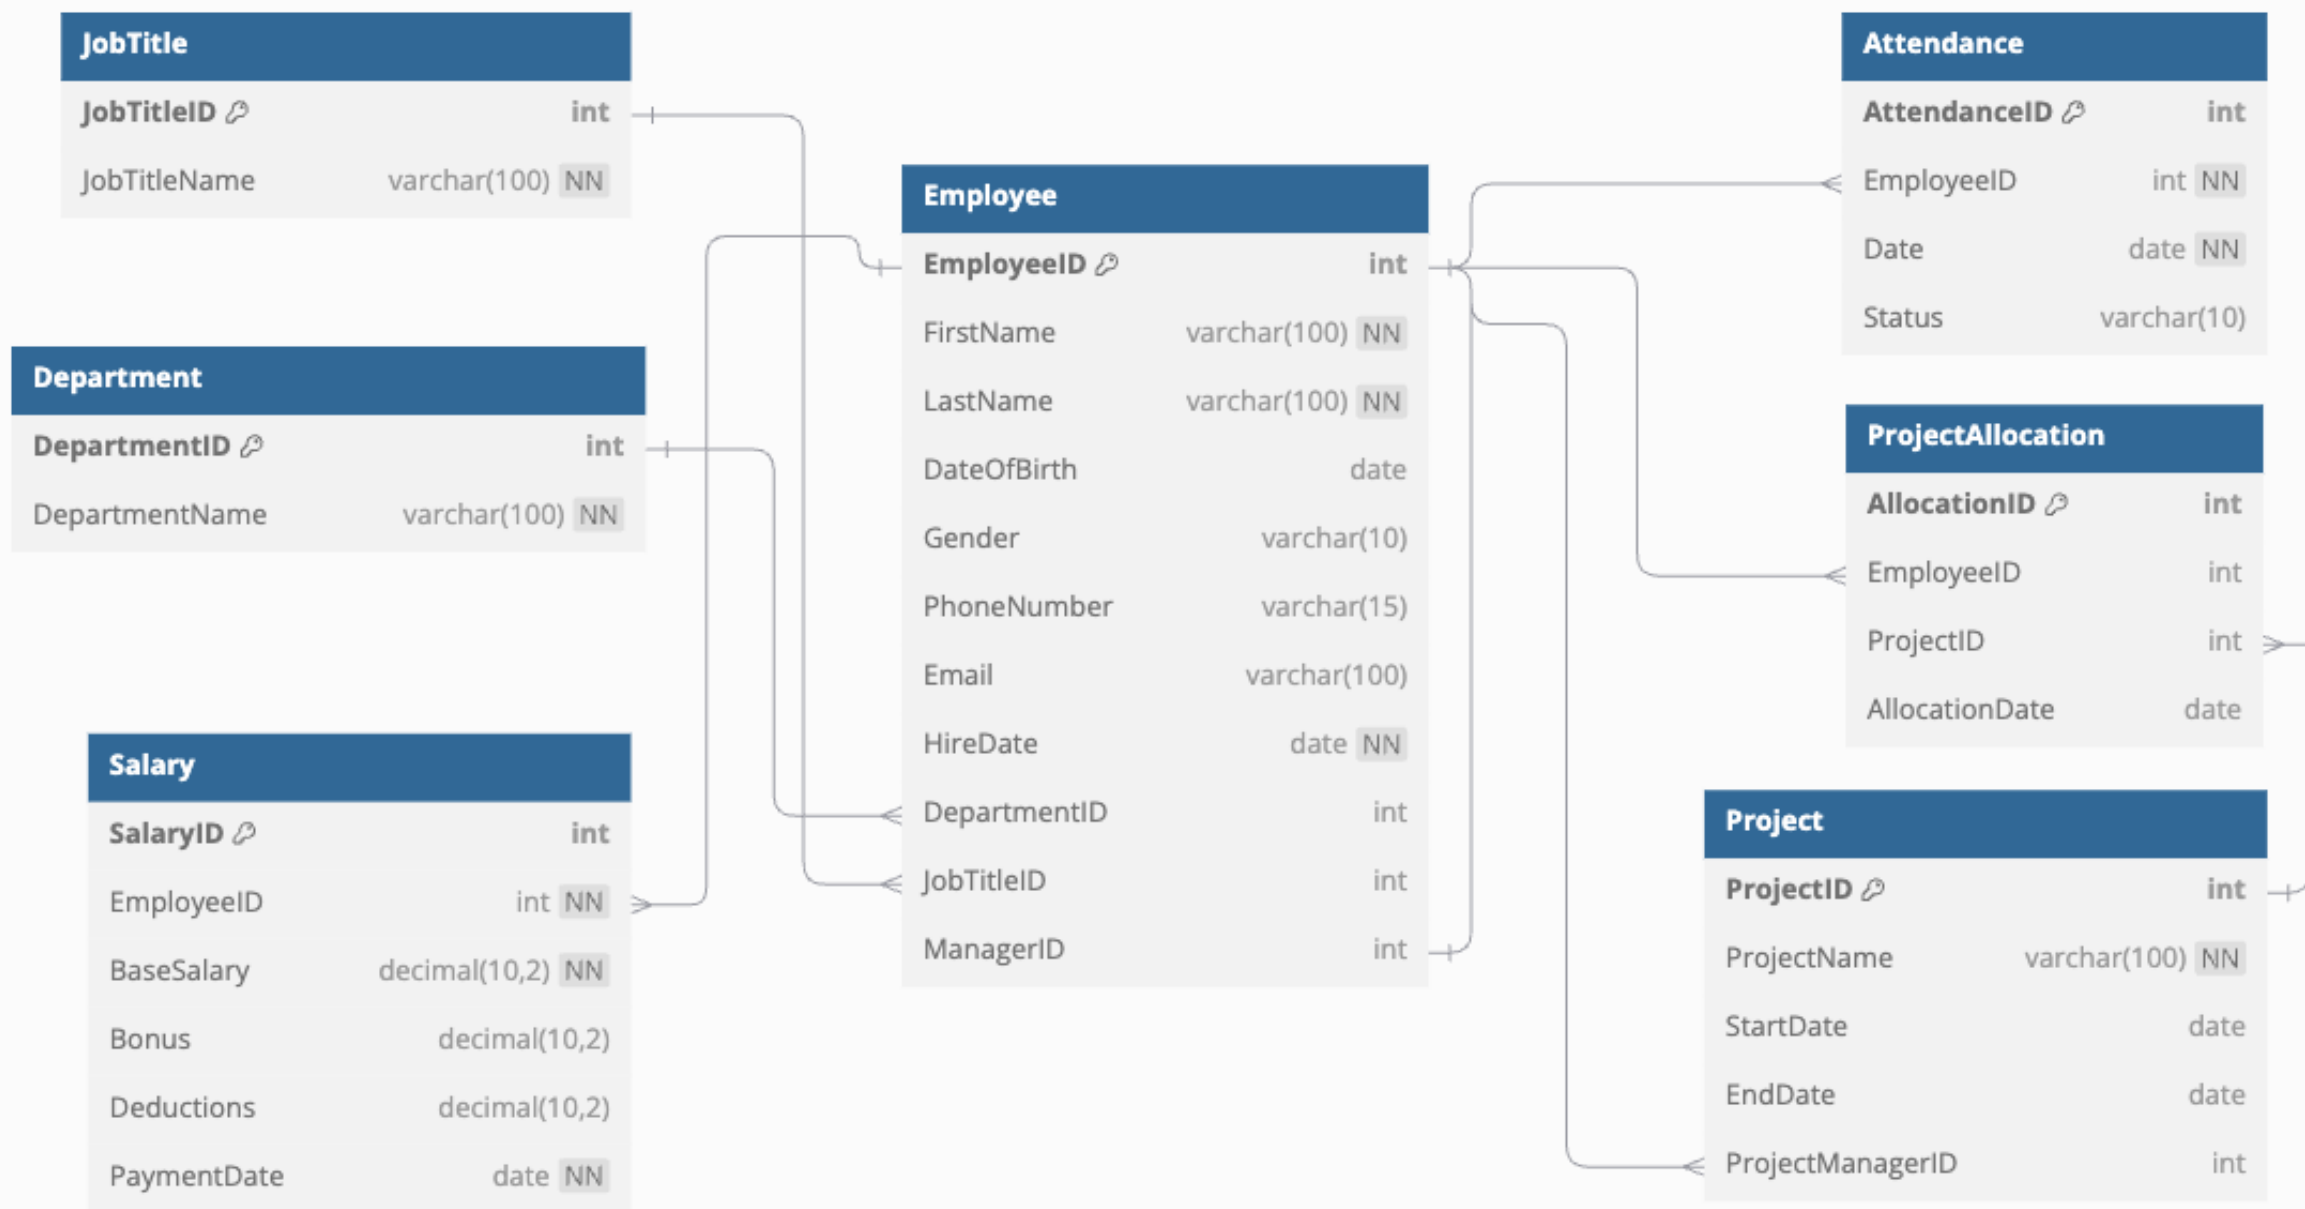 JobTitle
JobTitleID int
JobTitleName varchar(100) NN
Department
DepartmentID int
DepartmentName varchar(100) NN
Salary
SalaryID int
EmployeeID int NN
BaseSalary decimal(10,2) NN
Bonus decimal(10,2)
Deductions decimal(10,2)
PaymentDate date NN
Employee
EmployeeID int
FirstName varchar(100) NN
LastName varchar(100) NN
DateOfBirth date
Gender varchar(10)
PhoneNumber varchar(15)
Email varchar(100)
HireDate date NN
DepartmentID int
JobTitleID int
ManagerID int
Attendance
AttendanceID int
EmployeeID int NN
Date date NN
Status varchar(10)
ProjectAllocation
AllocationID int
EmployeeID int
ProjectID int
AllocationDate date
Project
ProjectID int
ProjectName varchar(100) NN
StartDate date
EndDate date
ProjectManagerID int